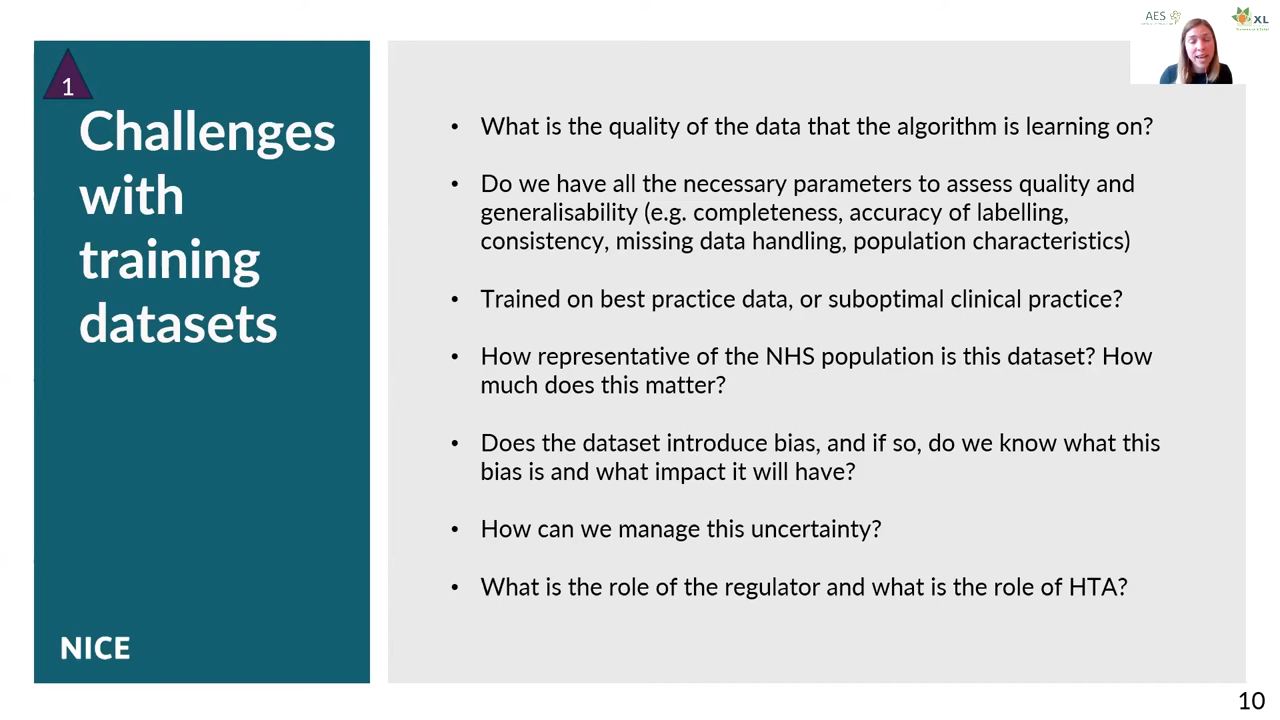 AES
XL
1
Challenges
with
training
datasets
• What is the quality of the data that the algorithm is learning on?
• Do we have all the necessary parameters to assess quality and
generalisability (e.g. completeness, accuracy of labelling,
consistency, missing data handling, population characteristics)
• Trained on best practice data, or suboptimal clinical practice?
• How representative of the NHS population is this dataset? How
much does this matter?
• Does the dataset introduce bias, and if so, do we know what this
bias is and what impact it will have?
• How can we manage this uncertainty?
• What is the role of the regulator and what is the role of HTA?
NICE
10